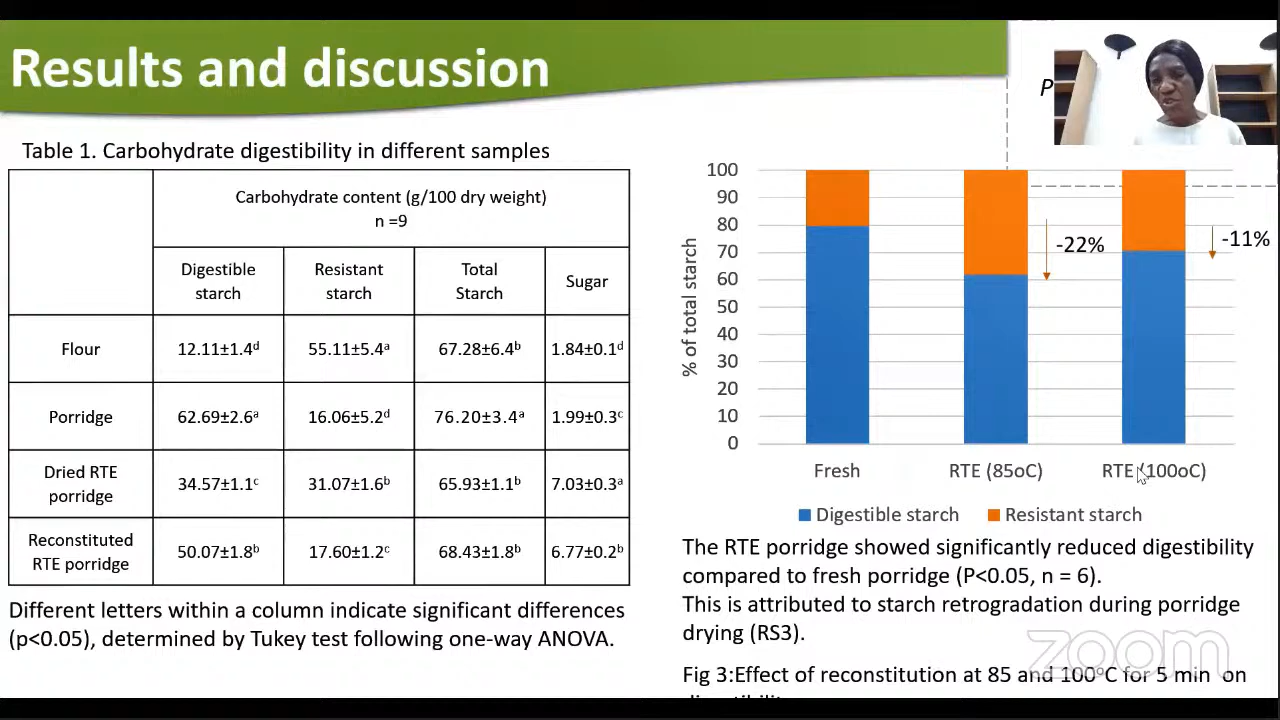 Results and discussion
P
Table 1. Carbohydrate digestibility in different samples
Carbohydrate content (g/100 dry weight)
n =9
Digestible starch
Resistant starch
Total Starch
Sugar
Flour
12.11±1.4ᵈ
55.11±5.4ᵃ
67.28±6.4ᵇ
1.84±0.1ᵈ
Porridge
62.69±2.6ᵃ
16.06±5.2ᵈ
76.20±3.4ᵃ
1.99±0.3ᶜ
Dried RTE porridge
34.57±1.1ᶜ
31.07±1.6ᵇ
65.93±1.1ᵇ
7.03±0.3ᵃ
Reconstituted RTE porridge
50.07±1.8ᵇ
17.60±1.2ᶜ
68.43±1.8ᵇ
6.77±0.2ᵇ
Different letters within a column indicate significant differences
(p<0.05), determined by Tukey test following one-way ANOVA.
% of total starch
100
90
80
70
60
50
40
30
20
10
0
-22%
-11%
Fresh
RTE (85oC)
RTE (100oC)
Digestible starch
Resistant starch
The RTE porridge showed significantly reduced digestibility
compared to fresh porridge (P<0.05, n = 6).
This is attributed to starch retrogradation during porridge
drying (RS3).
zoom
Fig 3:Effect of reconstitution at 85 and 100°C for 5 min on